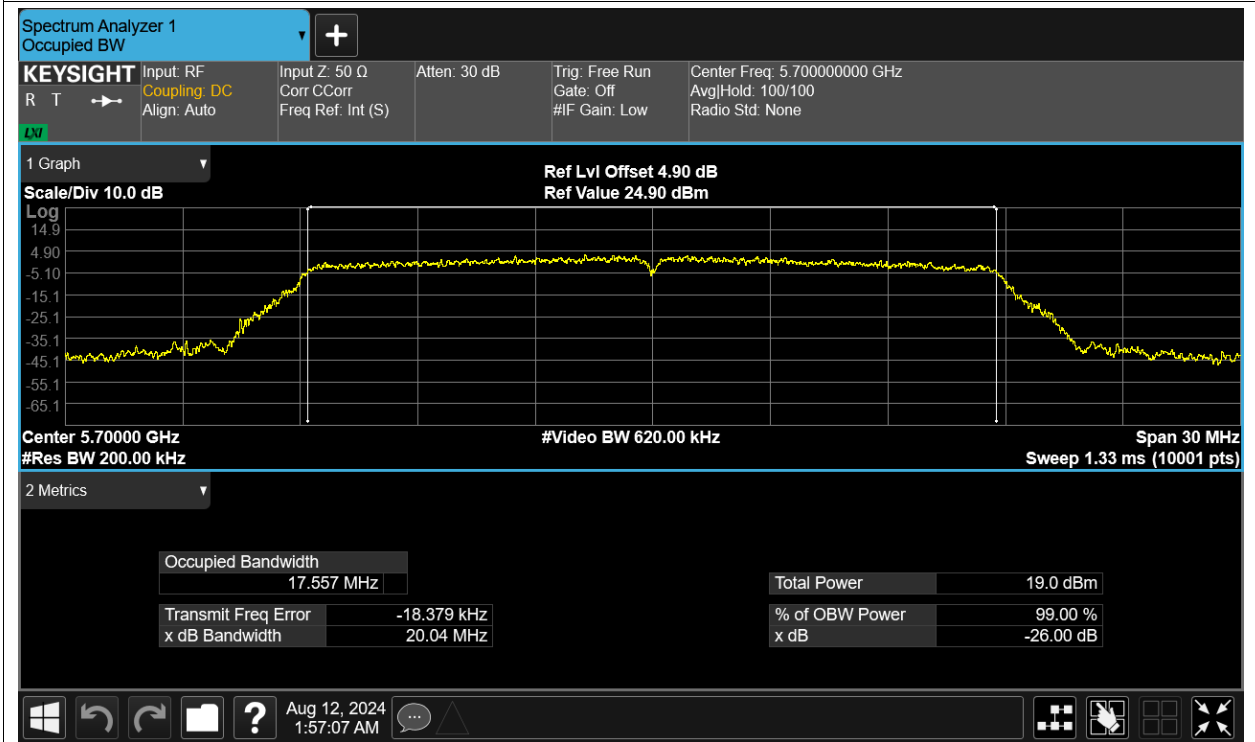 Spectrum Analyzer 1
Occupied BW
KEYSIGHT
R T
LXI
Input: RF
Coupling: DC
Align: Auto
Input Z: 50 Ω
Corr CCorr
Freq Ref: Int (S)
Atten: 30 dB
Trig: Free Run
Gate: Off
#IF Gain: Low
Center Freq: 5.700000000 GHz
Avg|Hold: 100/100
Radio Std: None
1 Graph
Scale/Div 10.0 dB
Ref Lvl Offset 4.90 dB
Ref Value 24.90 dBm
Log
14.9
4.90
-5.10
-15.1
-25.1
-35.1
-45.1
-55.1
-65.1
Center 5.70000 GHz
#Res BW 200.00 kHz
#Video BW 620.00 kHz
Span 30 MHz
Sweep 1.33 ms (10001 pts)
2 Metrics
Occupied Bandwidth
17.557 MHz
Transmit Freq Error -18.379 kHz
x dB Bandwidth 20.04 MHz
Total Power 19.0 dBm
% of OBW Power 99.00 %
x dB -26.00 dB
?
Aug 12, 2024
1:57:07 AM